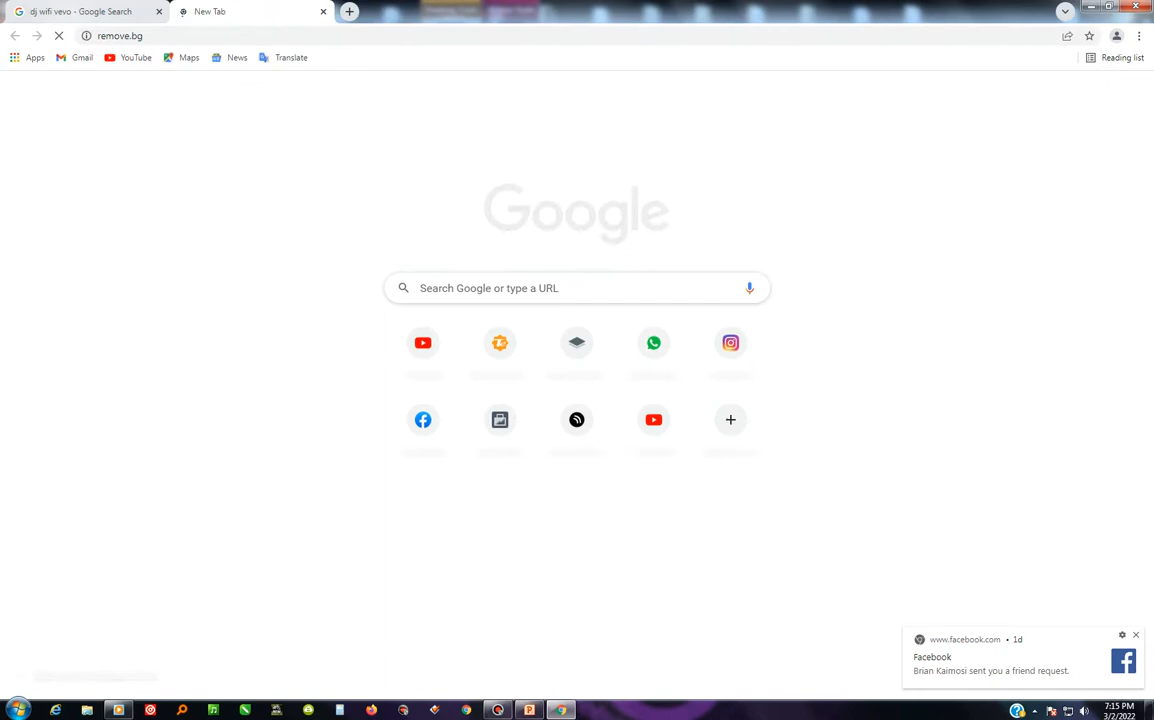 dj wifi vevo - Google Search
New Tab
remove.bg
Apps
Gmail
YouTube
Maps
News
Translate
Reading list
Google
Search Google or type a URL
www.facebook.com • 1d
Facebook
Brian Kaimosi sent you a friend request.
7:15 PM
3/2/2022